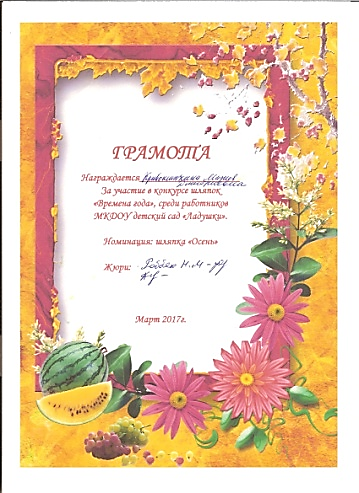 ГРАМОТА
Награждается
За участие в конкурсе шляпок
«Времена года», среди работников
МКДОУ детский сад «Ладушки».
Номинация: шляпка «Осень»
Жюри:
Март 2017г.